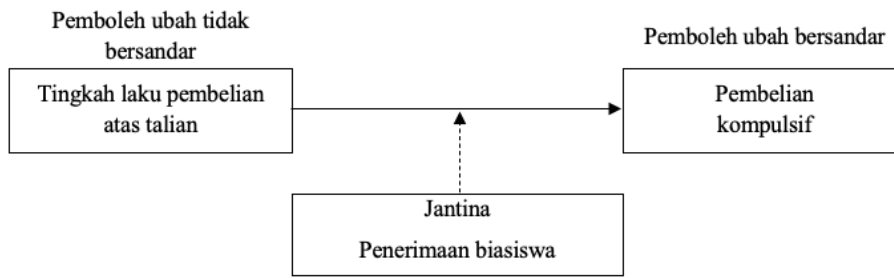 Pemboleh ubah tidak
bersandar
Pemboleh ubah bersandar
Tingkah laku pembelian
atas talian
Pembelian
kompulsif
Jantina
Penerimaan biasiswa